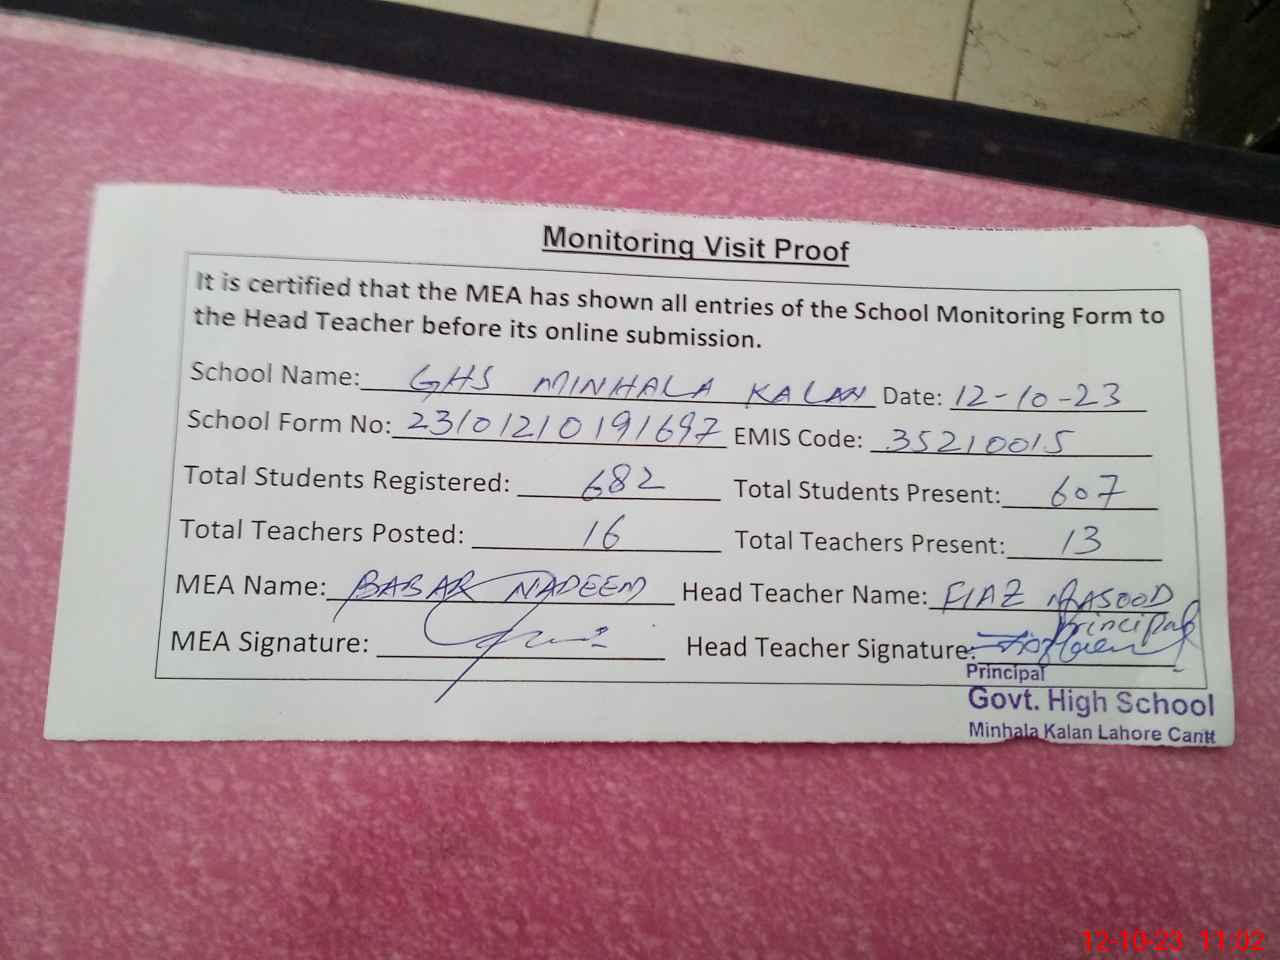 Monitoring Visit Proof
It is certified that the MEA has shown all entries of the School Monitoring Form to
the Head Teacher before its online submission.
School Name: GHS MINHALA KALAN Date: 12-10-23
School Form No: 23101210191697 EMIS Code: 35210015
Total Students Registered: 682 Total Students Present: 607
Total Teachers Posted: 16 Total Teachers Present: 13
MEA Name: BABAR NADEEM Head Teacher Name: FIAZ MASOOD
Principal
MEA Signature: Head Teacher Signature:
Principal
Govt. High School
Minhala Kalan Lahore Cantt
12-10-23 11:02